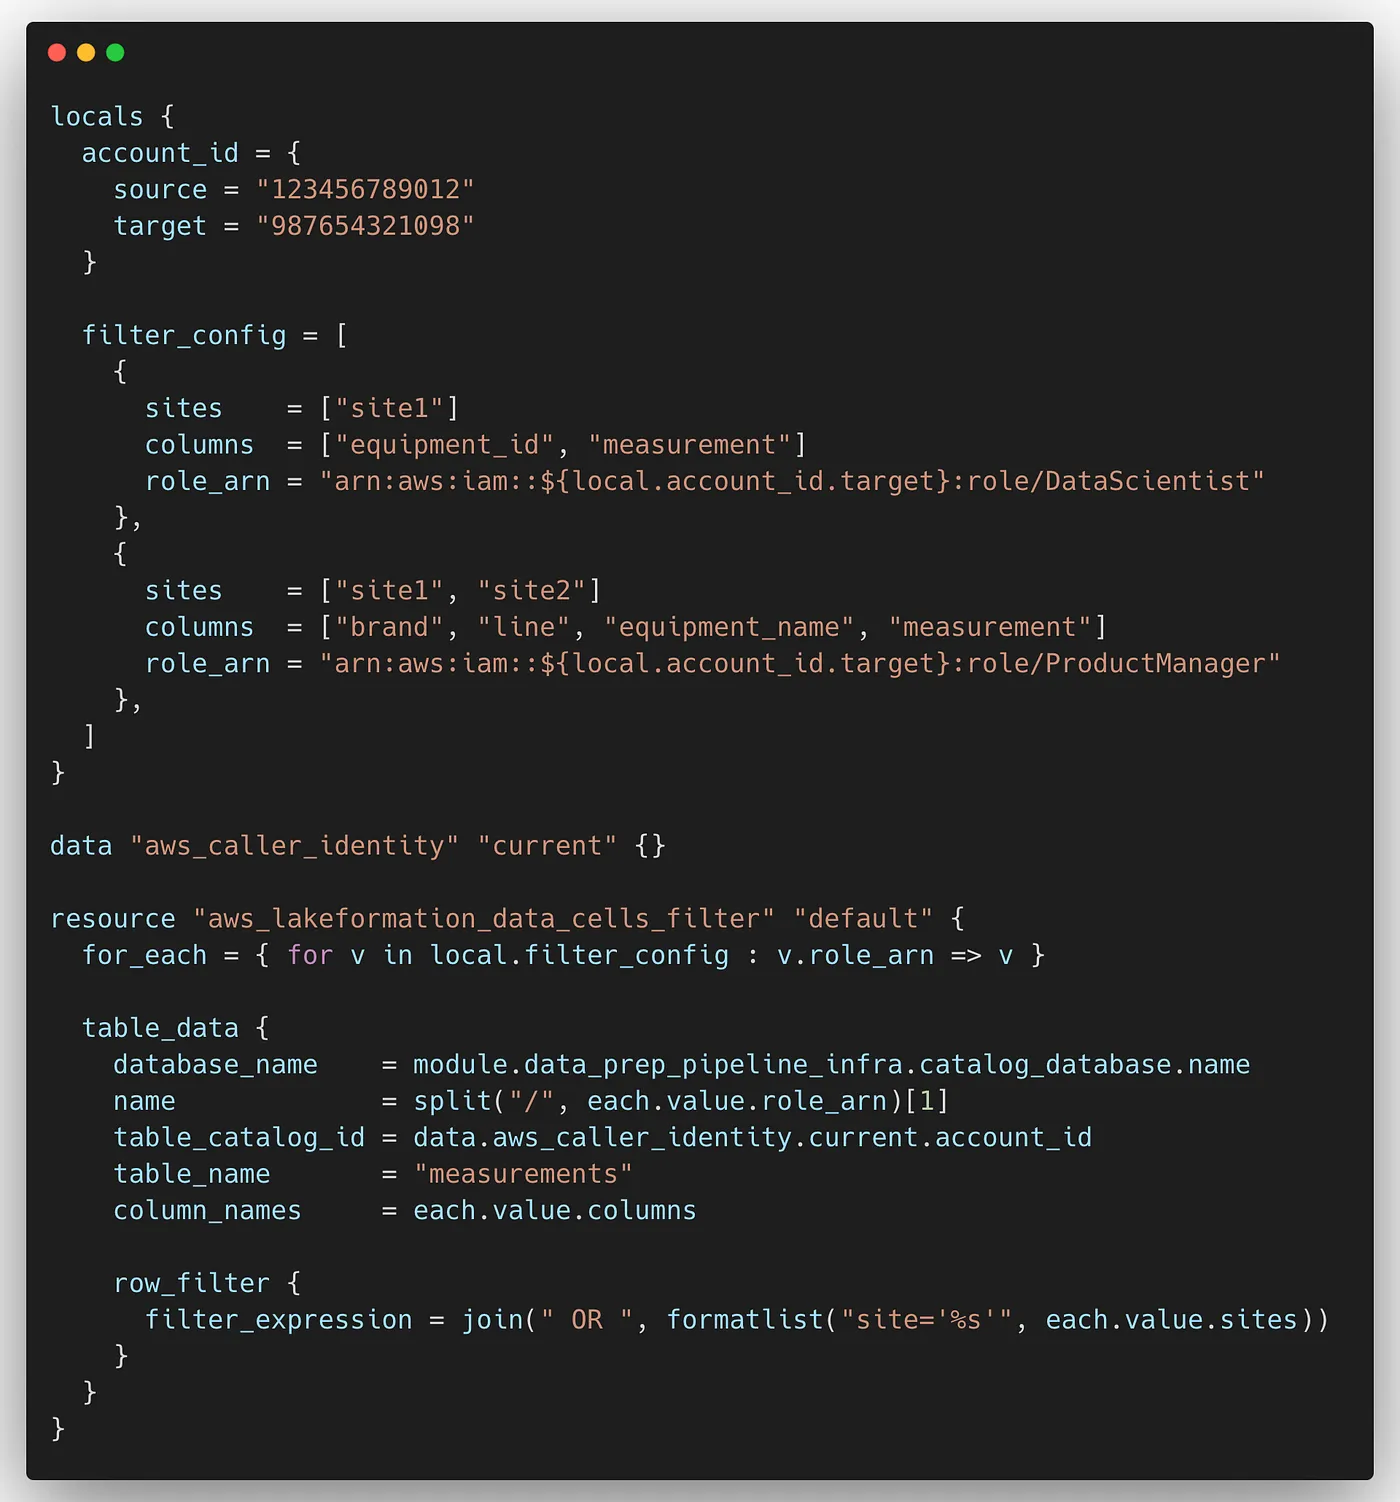 locals {
  account_id = {
    source = "123456789012"
    target = "987654321098"
  }

  filter_config = [
    {
      sites    = ["site1"]
      columns  = ["equipment_id", "measurement"]
      role_arn = "arn:aws:iam::${local.account_id.target}:role/DataScientist"
    },
    {
      sites    = ["site1", "site2"]
      columns  = ["brand", "line", "equipment_name", "measurement"]
      role_arn = "arn:aws:iam::${local.account_id.target}:role/ProductManager"
    },
  ]
}

data "aws_caller_identity" "current" {}

resource "aws_lakeformation_data_cells_filter" "default" {
  for_each = { for v in local.filter_config : v.role_arn => v }

  table_data {
    database_name    = module.data_prep_pipeline_infra.catalog_database.name
    name             = split("/", each.value.role_arn)[1]
    table_catalog_id = data.aws_caller_identity.current.account_id
    table_name       = "measurements"
    column_names     = each.value.columns

    row_filter {
      filter_expression = join(" OR ", formatlist("site='%s'", each.value.sites))
    }
  }
}